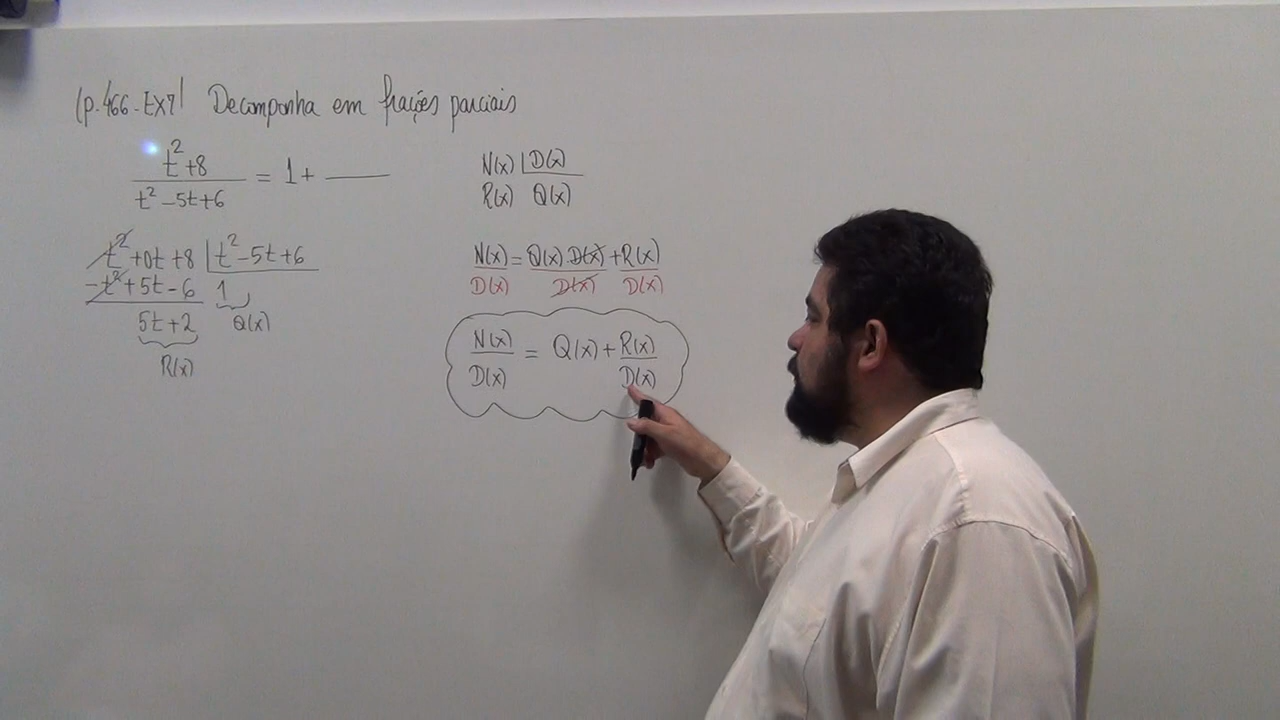 (p.466-EX7) Decomponha em frações parciais
t²+8
t²-5t+6
= 1+
t²+0t+8 t²-5t+6
-t²+5t-6 1
5t+2 Q(x)
R(x)
N(x) D(x)
R(x) Q(x)
N(x) = Q(x) D(x) + R(x)
D(x) D(x) D(x)
N(x) = Q(x) + R(x)
D(x) D(x)